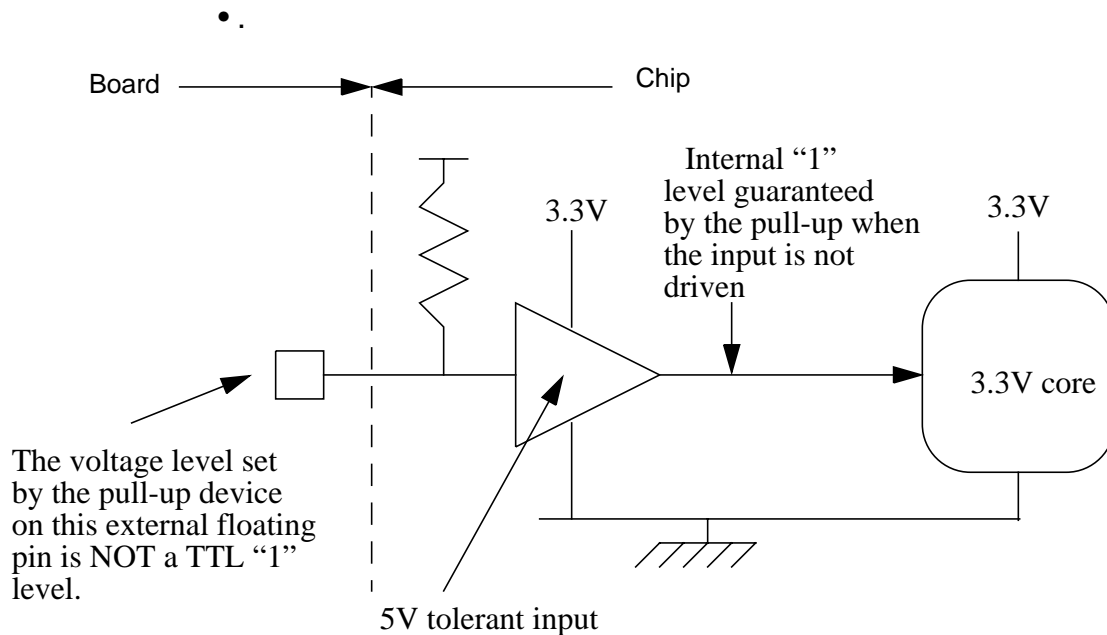 • .
Board
Chip
Internal “1”
level guaranteed
by the pull-up when
the input is not
driven
3.3V
3.3V
3.3V core
The voltage level set
by the pull-up device
on this external floating
pin is NOT a TTL “1”
level.
5V tolerant input